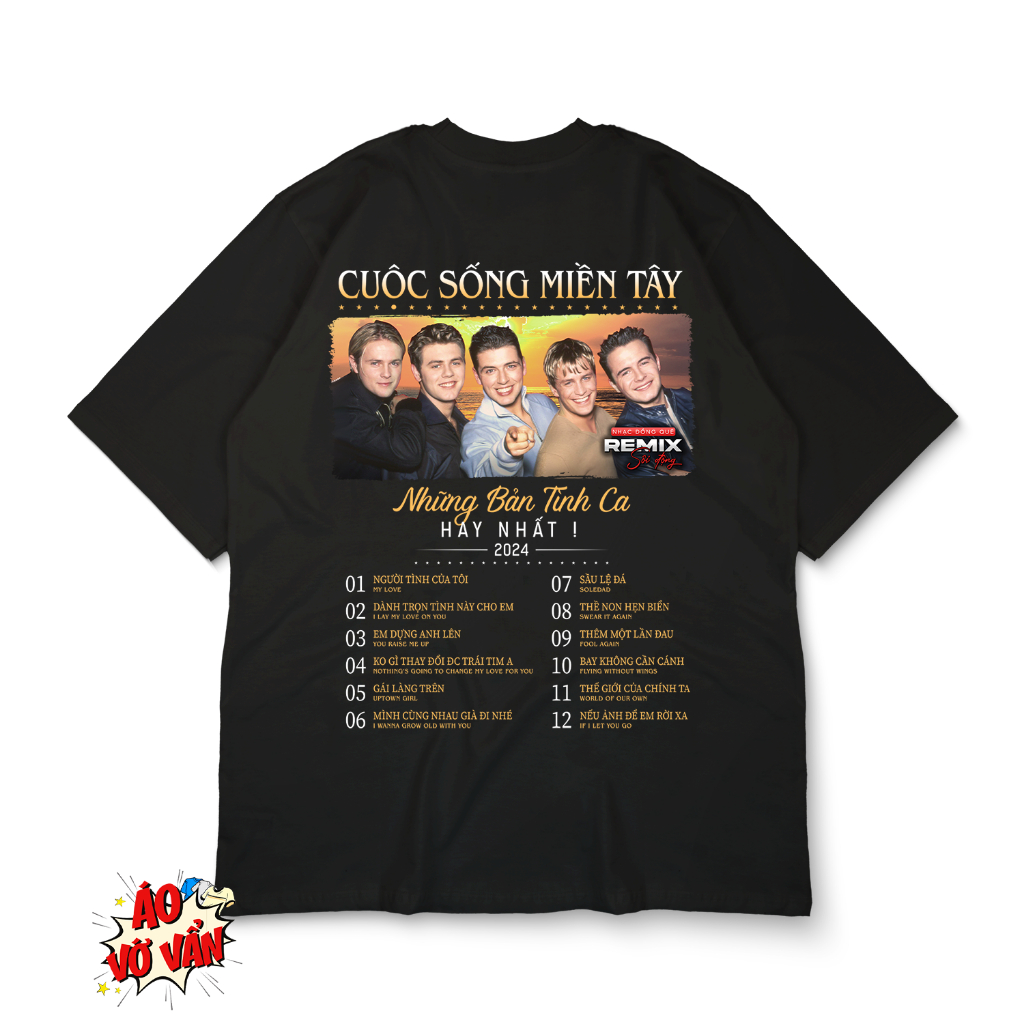 CUÔC SỐNG MIỀN TÂY
NHẠC ĐỒNG QUÊ
REMIX
Sôi động
Những Bản Tình Ca
HAY NHẤT !
2024
01 NGƯỜI TÌNH CỦA TÔI
MY LOVE
02 DÀNH TRỌN TÌNH NÀY CHO EM
I LAY MY LOVE ON YOU
03 EM DỰNG ANH LÊN
YOU RAISE ME UP
04 KO GÌ THAY ĐỔI ĐC TRÁI TIM A
NOTHING'S GOING TO CHANGE MY LOVE FOR YOU
05 GÁI LÀNG TRÊN
UPTOWN GIRL
06 MÌNH CÙNG NHAU GIÀ ĐI NHÉ
I WANNA GROW OLD WITH YOU
07 SẦU LỆ ĐÁ
SOLEDAD
08 THỀ NON HẸN BIỂN
SWEAR IT AGAIN
09 THÊM MỘT LẦN ĐAU
FOOL AGAIN
10 BAY KHÔNG CẦN CÁNH
FLYING WITHOUT WINGS
11 THẾ GIỚI CỦA CHÍNH TA
WORLD OF OUR OWN
12 NẾU ANH ĐỂ EM RỜI XA
IF I LET YOU GO
ÁO
VỚ VẨN